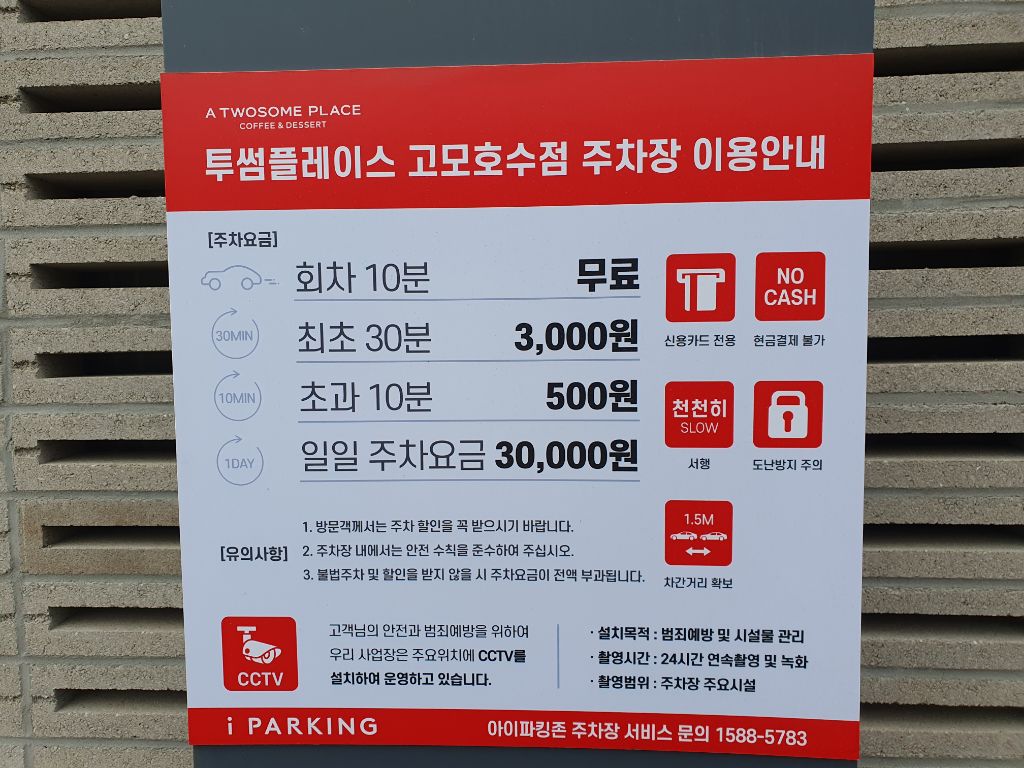 A TWOSOME PLACE
COFFEE & DESSERT
투썸플레이스 고모호수점 주차장 이용안내
[주차요금]
회차 10분 무료
30MIN 최초 30분 3,000원
10MIN 초과 10분 500원
1DAY 일일 주차요금 30,000원
NO CASH
신용카드 전용 현금결제 불가
천천히
SLOW
서행 도난방지 주의
1.5M
차간거리 확보
[유의사항]
1. 방문객께서는 주차 할인을 꼭 받으시기 바랍니다.
2. 주차장 내에서는 안전 수칙을 준수하여 주십시오.
3. 불법주차 및 할인을 받지 않을 시 주차요금이 전액 부과됩니다.
CCTV
고객님의 안전과 범죄예방을 위하여
우리 사업장은 주요위치에 CCTV를
설치하여 운영하고 있습니다.
· 설치목적 : 범죄예방 및 시설물 관리
· 촬영시간 : 24시간 연속촬영 및 녹화
· 촬영범위 : 주차장 주요시설
i PARKING
아이파킹존 주차장 서비스 문의 1588-5783